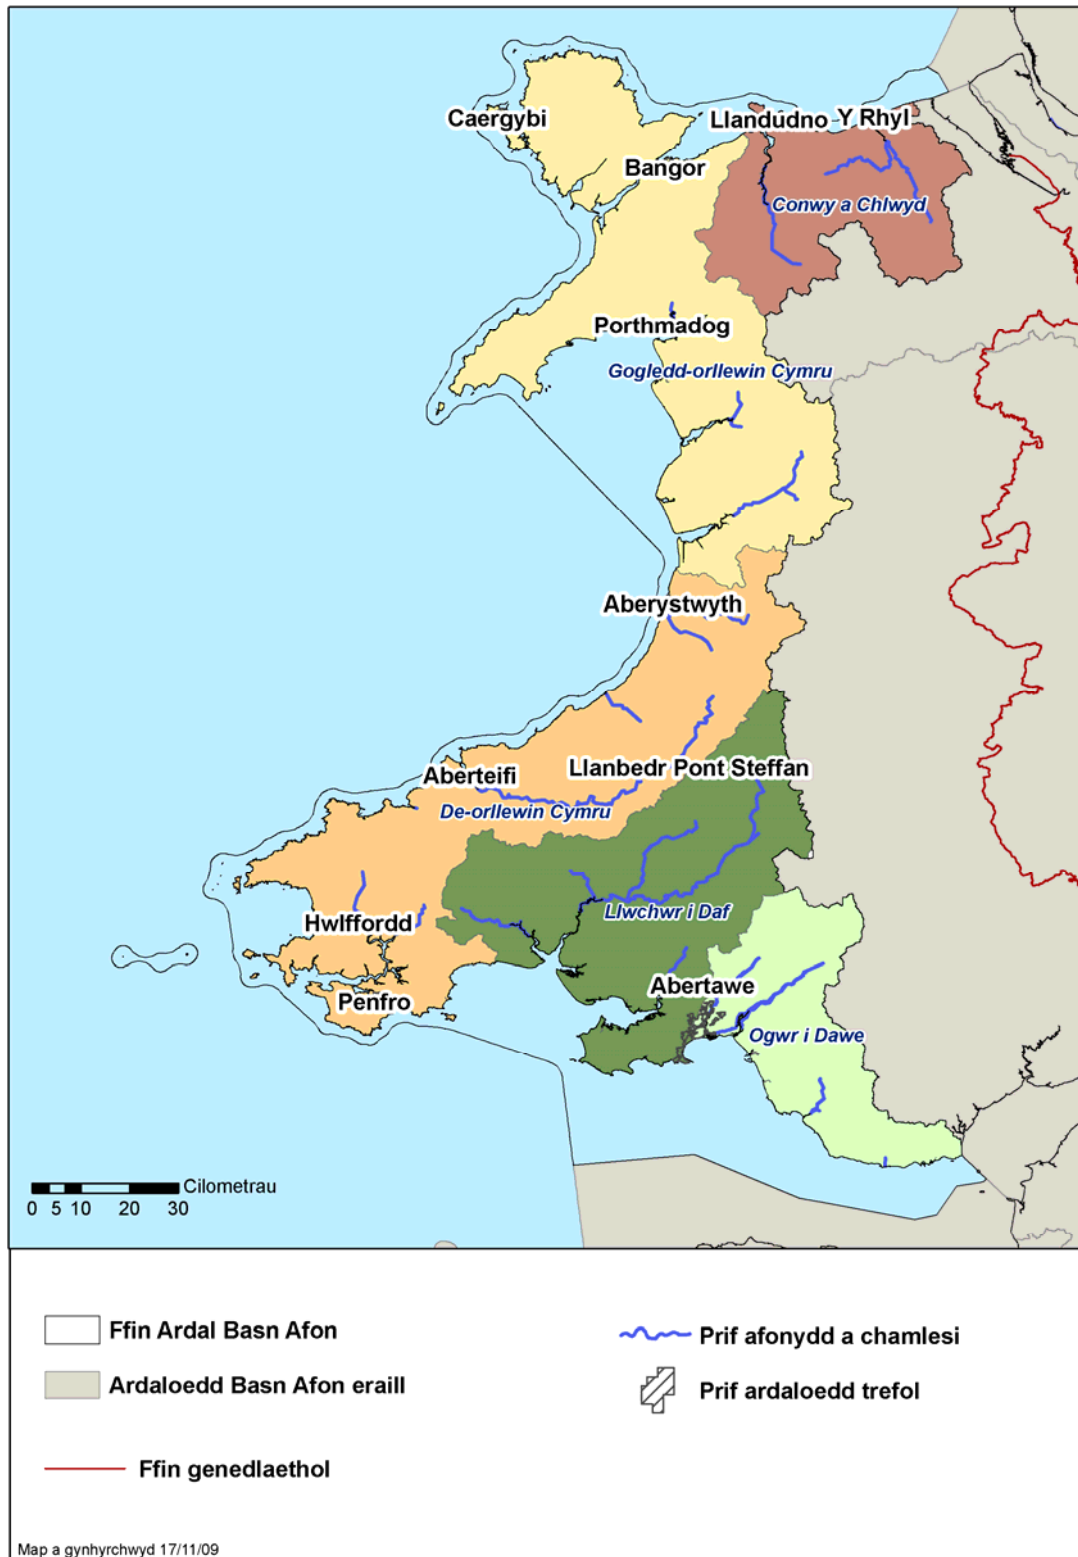 Caergybi
Llandudno
Y Rhyl
Bangor
Conwy a Chlwyd
Porthmadog
Gogledd-orllewin Cymru
Aberystwyth
Llanbedr Pont Steffan
Aberteifi
De-orllewin Cymru
Hwlffordd
Llwchwr i Daf
Abertawe
Penfro
Ogwr i Dawe
Cilometrau
0 5 10 20 30
Ffin Ardal Basn Afon
Prif afonydd a chamlesi
Ardaloedd Basn Afon eraill
Prif ardaloedd trefol
Ffin genedlaethol
Map a gynhyrchwyd 17/11/09